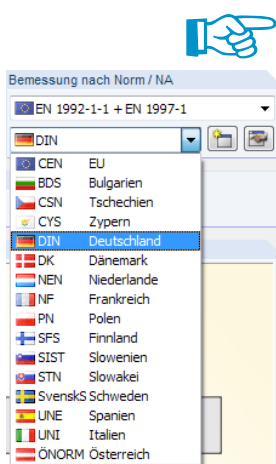 Bemessung nach Norm / NA
EN 1992-1-1 + EN 1997-1
DIN
CEN EU
BDS Bulgarien
CSN Tschechien
CYS Zypern
DIN Deutschland
DK Dänemark
NEN Niederlande
NF Frankreich
PN Polen
SFS Finnland
SIST Slowenien
STN Slowakei
SvenskS Schweden
UNE Spanien
UNI Italien
ÖNORM Österreich